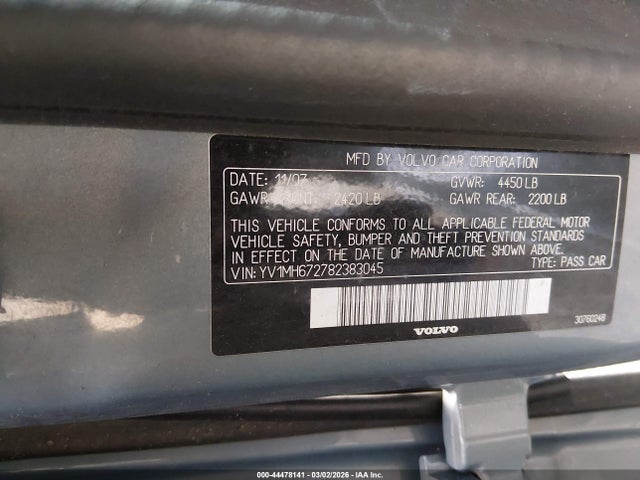 MFD BY VOLVO CAR CORPORATION
DATE: 11/07 GVWR: 4450 LB
GAWR FRONT: 2420 LB GAWR REAR: 2200 LB
THIS VEHICLE CONFORMS TO ALL APPLICABLE FEDERAL MOTOR
VEHICLE SAFETY, BUMPER AND THEFT PREVENTION STANDARDS
IN EFFECT ON DATE OF MANUFACTURE SHOWN ABOVE.
VIN: YV1MH672782383045 TYPE: PASS CAR
VOLVO 30760248
000-44478141 - 03/02/2026 - IAA Inc.